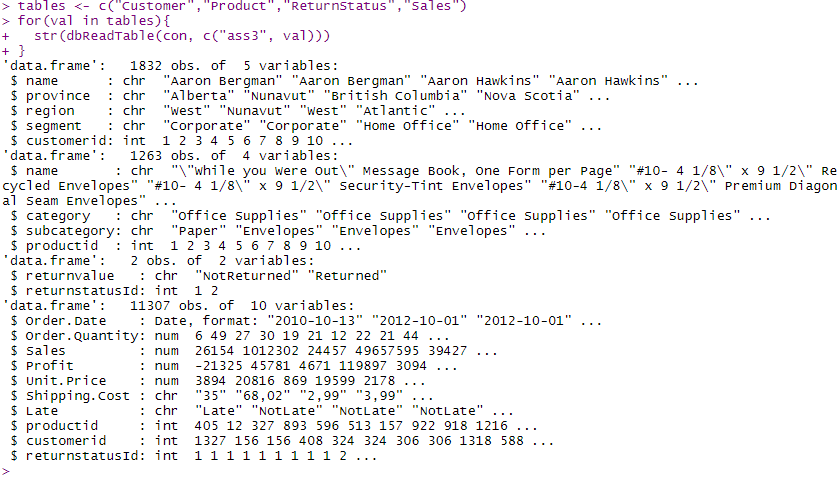 > tables <- c("Customer","Product","ReturnStatus","Sales")
> for(val in tables){
+   str(dbReadTable(con, c("ass3", val)))
+ }
'data.frame':   1832 obs. of  5 variables:
 $ name      : chr  "Aaron Bergman" "Aaron Bergman" "Aaron Hawkins" "Aaron Hawkins" ...
 $ province  : chr  "Alberta" "Nunavut" "British Columbia" "Nova Scotia" ...
 $ region    : chr  "West" "Nunavut" "West" "Atlantic" ...
 $ segment   : chr  "Corporate" "Corporate" "Home Office" "Home Office" ...
 $ customerid: int  1 2 3 4 5 6 7 8 9 10 ...
'data.frame':   1263 obs. of  4 variables:
 $ name       : chr  "\"While you Were Out\" Message Book, One Form per Page" "#10- 4 1/8\" x 9 1/2\" Re
cycled Envelopes" "#10- 4 1/8\" x 9 1/2\" Security-Tint Envelopes" "#10-4 1/8\" x 9 1/2\" Premium Diagon
al Seam Envelopes" ...
 $ category   : chr  "Office Supplies" "Office Supplies" "Office Supplies" "Office Supplies" ...
 $ subcategory: chr  "Paper" "Envelopes" "Envelopes" "Envelopes" ...
 $ productid  : int  1 2 3 4 5 6 7 8 9 10 ...
'data.frame':   2 obs. of  2 variables:
 $ returnvalue   : chr  "NotReturned" "Returned"
 $ returnstatusId: int  1 2
'data.frame':   11307 obs. of  10 variables:
 $ Order.Date    : Date, format: "2010-10-13" "2012-10-01" "2012-10-01" ...
 $ Order.Quantity: num  6 49 27 30 19 21 12 22 21 44 ...
 $ Sales         : num  26154 1012302 24457 49657595 39427 ...
 $ Profit        : num  -21325 45781 4671 119897 3094 ...
 $ Unit.Price    : num  3894 20816 869 19599 2178 ...
 $ Shipping.Cost : chr  "35" "68,02" "2,99" "3,99" ...
 $ Late          : chr  "Late" "NotLate" "NotLate" "NotLate" ...
 $ productid     : int  405 12 327 893 596 513 157 922 918 1216 ...
 $ customerid    : int  1327 156 156 408 324 324 306 306 1318 588 ...
 $ returnstatusId: int  1 1 1 1 1 1 1 1 1 2 ...
>